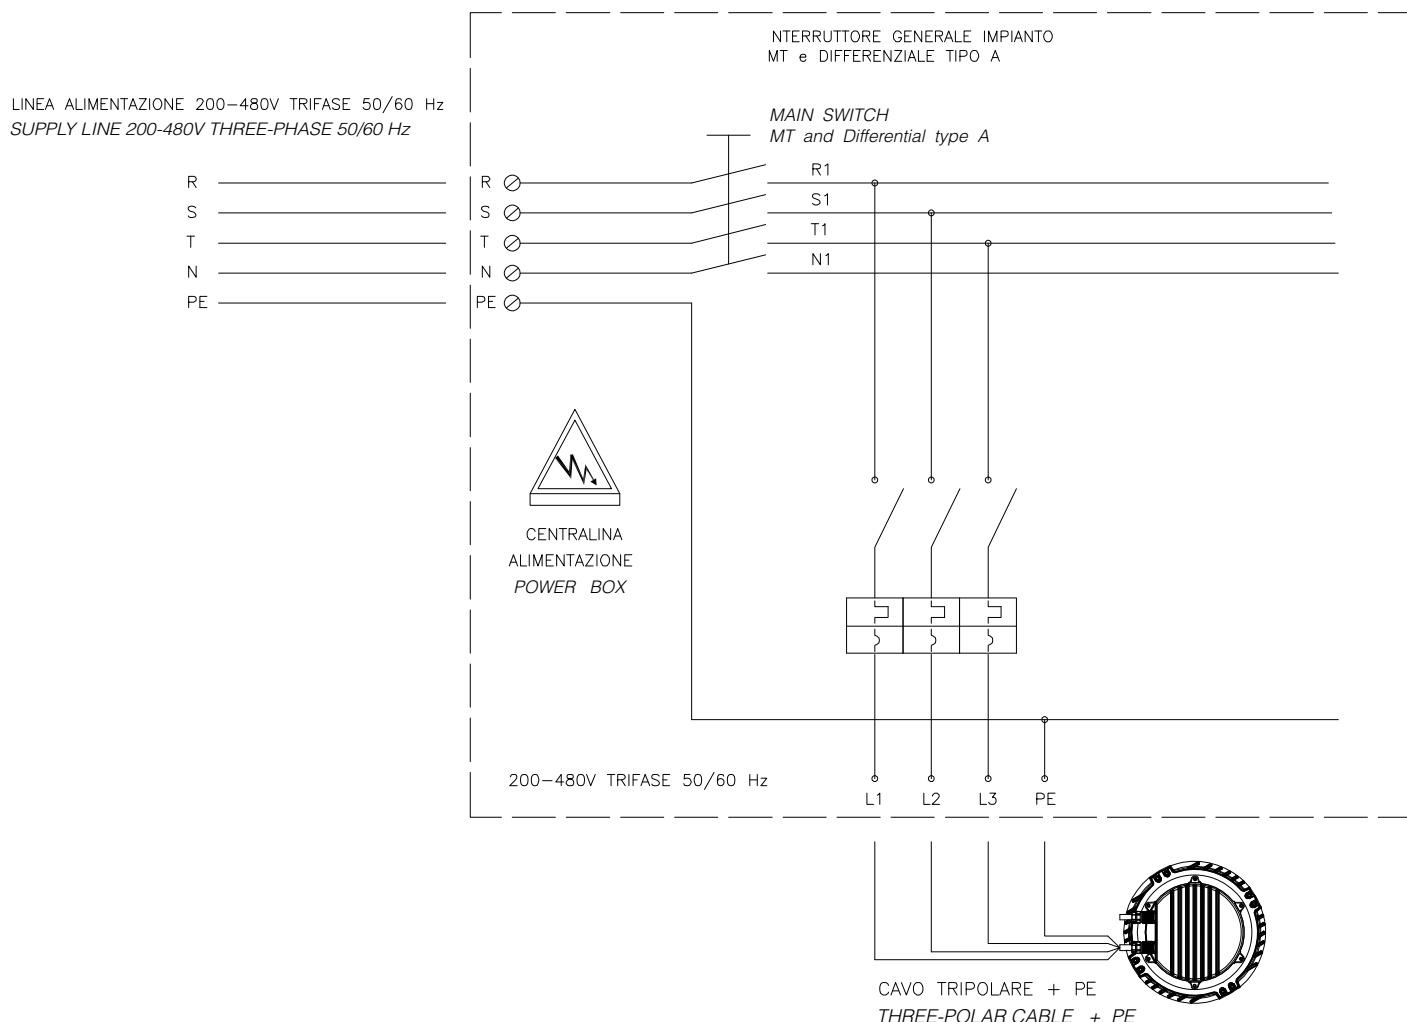 NTERRUTTORE GENERALE IMPIANTO
MT e DIFFERENZIALE TIPO A
LINEA ALIMENTAZIONE 200-480V TRIFASE 50/60 Hz
SUPPLY LINE 200-480V THREE-PHASE 50/60 Hz
MAIN SWITCH
MT and Differential type A
R R R1
S S S1
T T T1
N N N1
PE PE
CENTRALINA
ALIMENTAZIONE
POWER BOX
200-480V TRIFASE 50/60 Hz
L1 L2 L3 PE
CAVO TRIPOLARE + PE
THREE-POLAR CABLE + PE